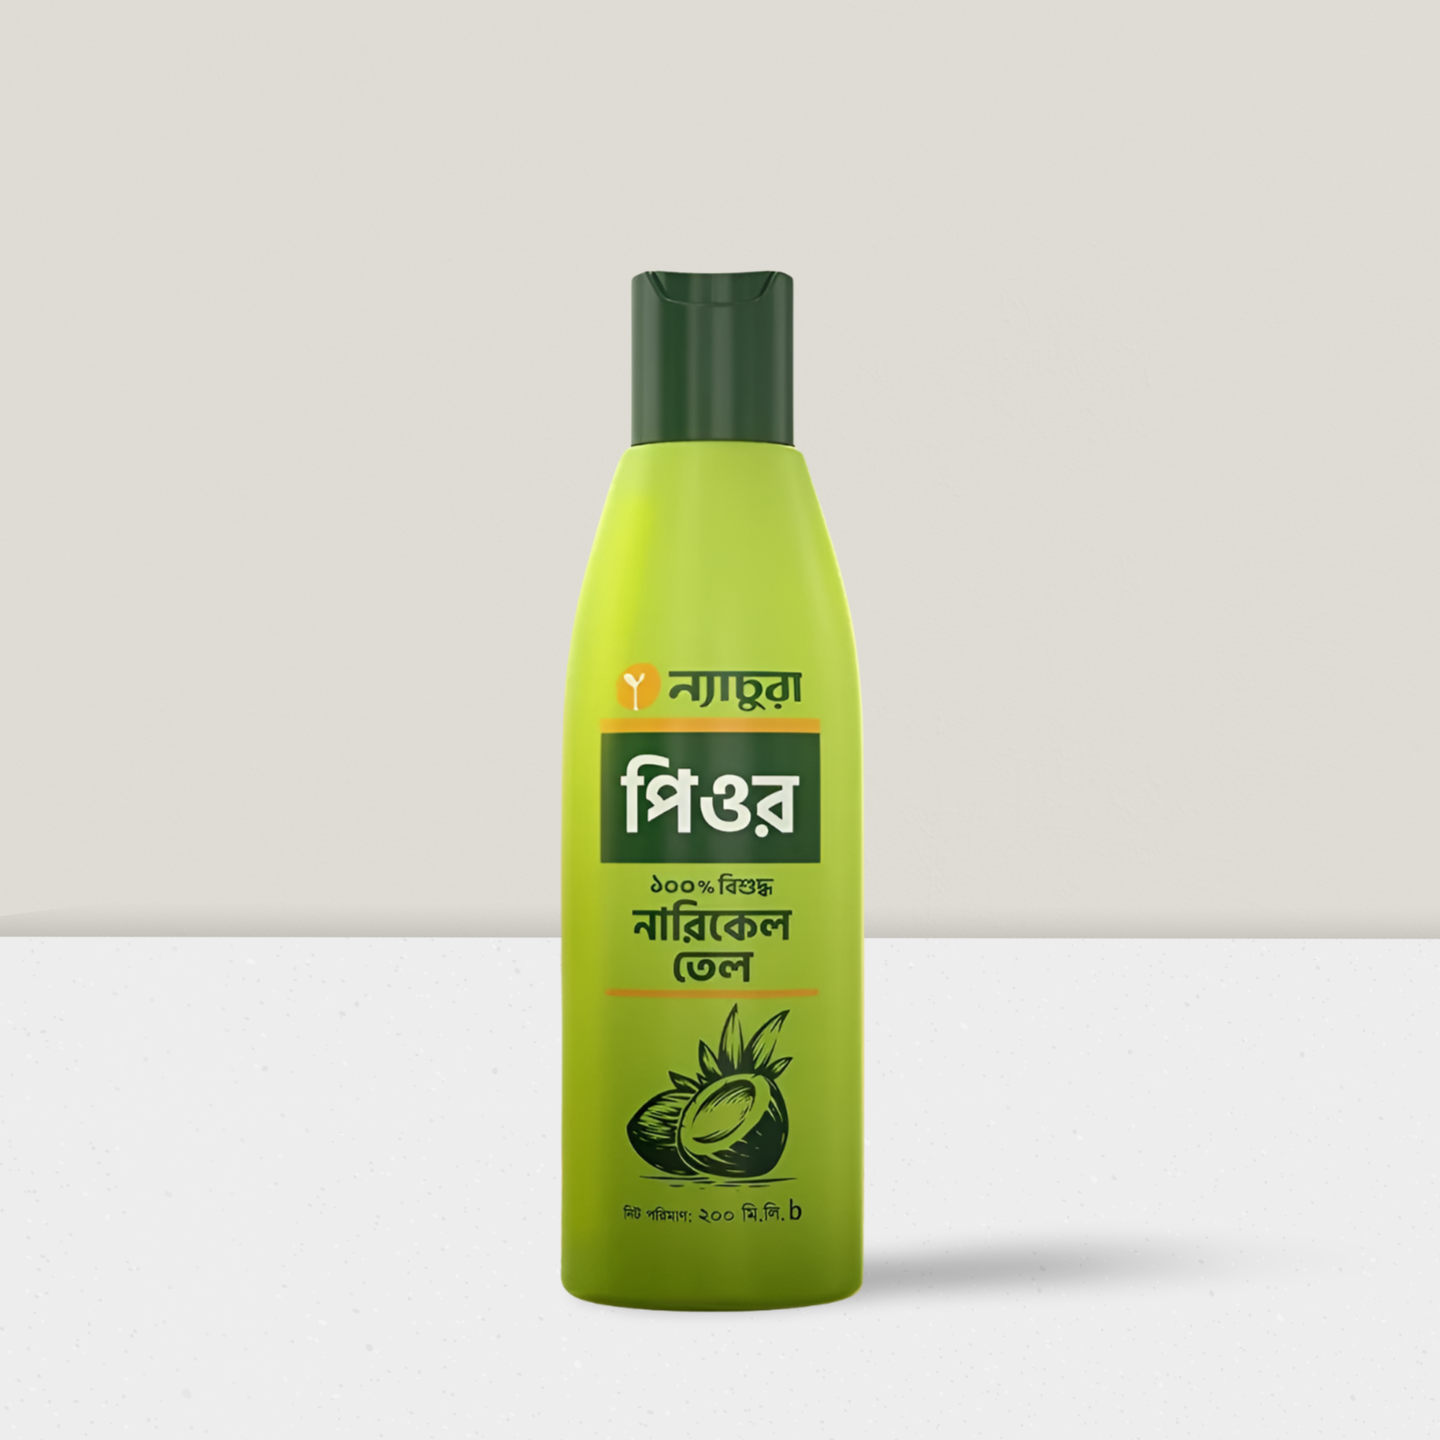 ন্যাচুরা
পিওর
১০০% বিশুদ্ধ
নারিকেল
তেল
নিট পরিমাণ: ২০০ মি.লি. b